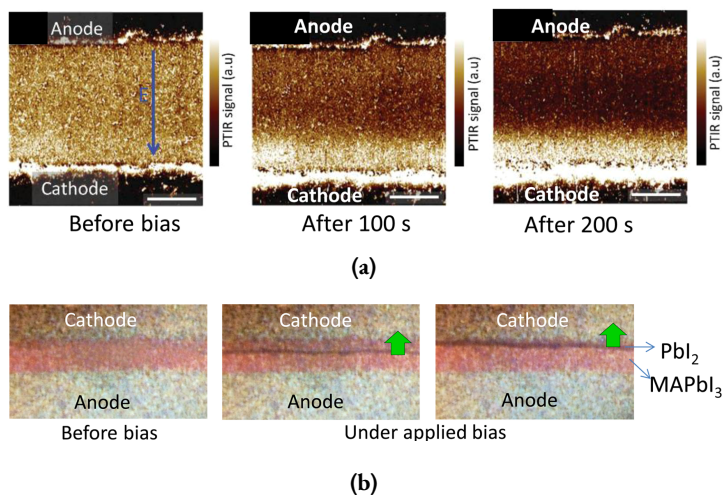 Anode
Cathode
PTIR signal (a.u)
Before bias
Anode
Cathode
PTIR signal (a.u)
After 100 s
Anode
Cathode
PTIR signal (a.u)
After 200 s
(a)
Cathode
Anode
Before bias
Cathode
Anode
Cathode
Anode
Under applied bias
PbI₂
MAPbI₃
(b)